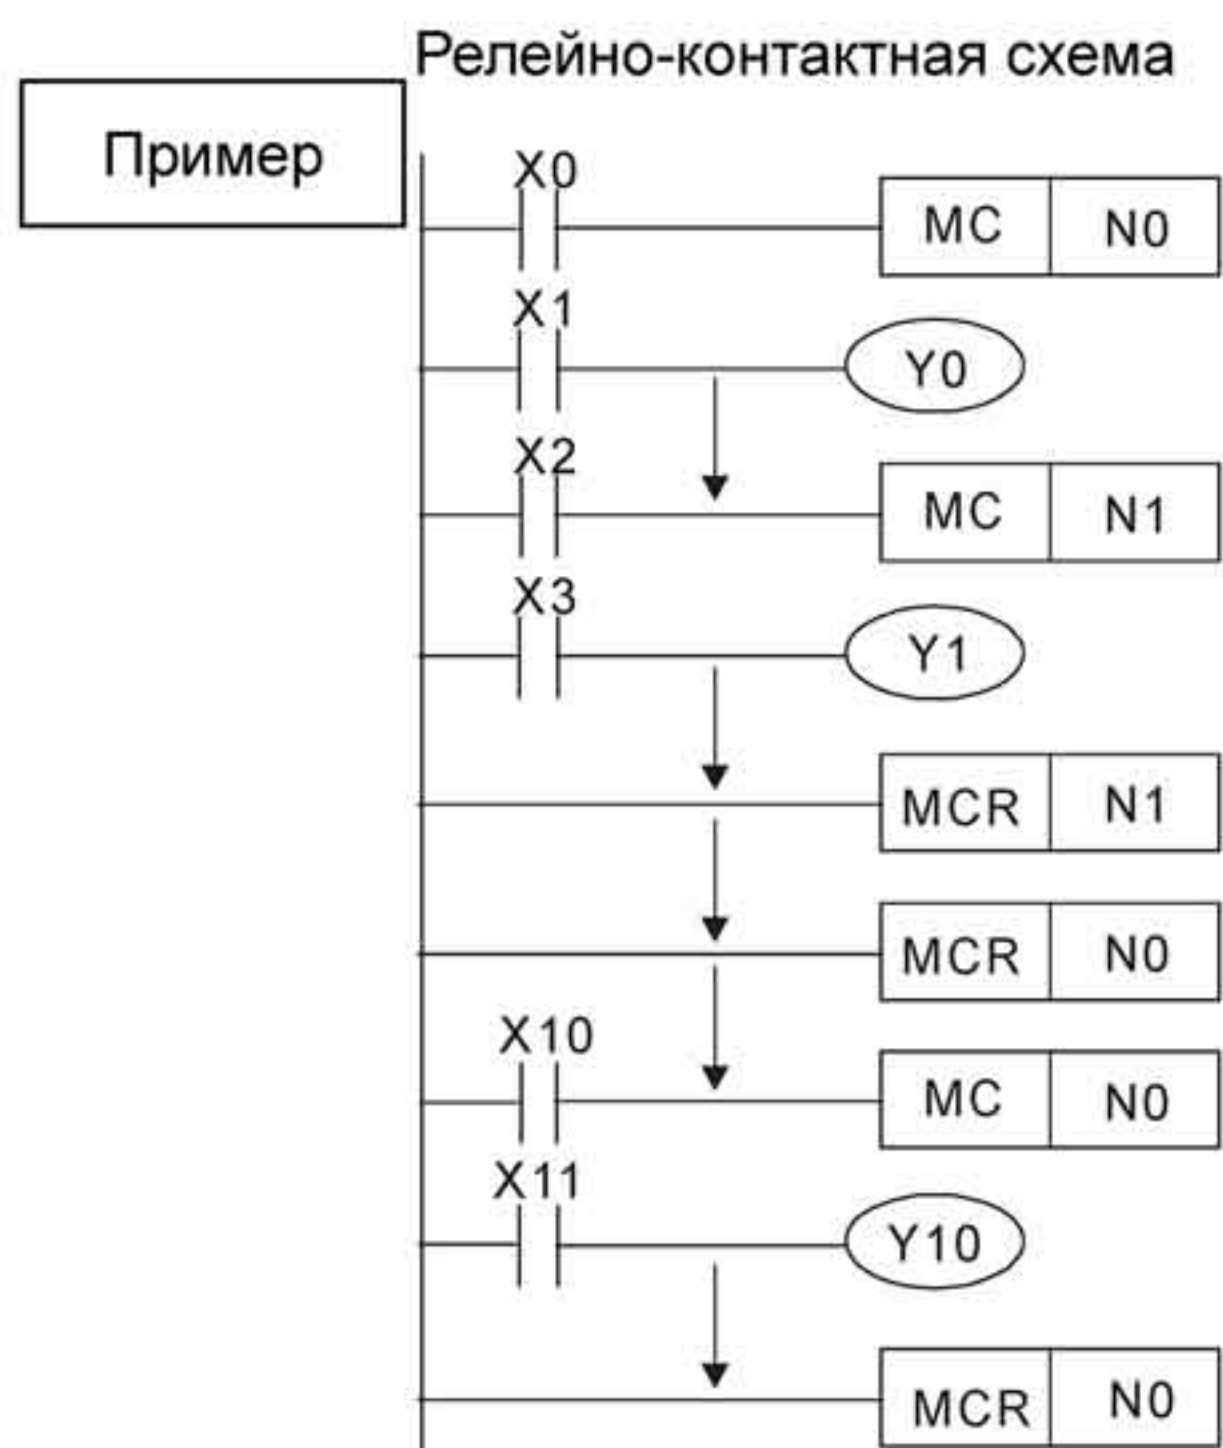 Релейно-контактная схема
Пример
X0
MC N0
X1
Y0
X2
MC N1
X3
Y1
MCR N1
MCR N0
X10
MC N0
X11
Y10
MCR N0